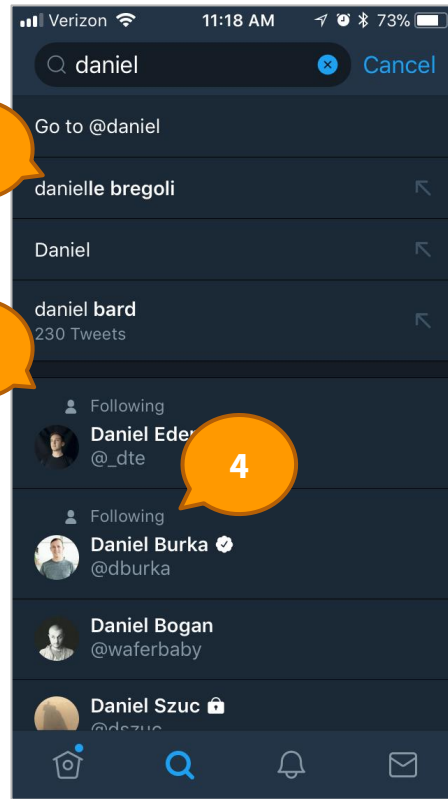 Verizon 11:18 AM 73%
daniel Cancel
Go to @daniel
danielle bregoli
Daniel
daniel bard
230 Tweets
Following
Daniel Eden
@_dte
4
Following
Daniel Burka
@dburka
Daniel Bogan
@waferbaby
Daniel Szuc
@dszuc